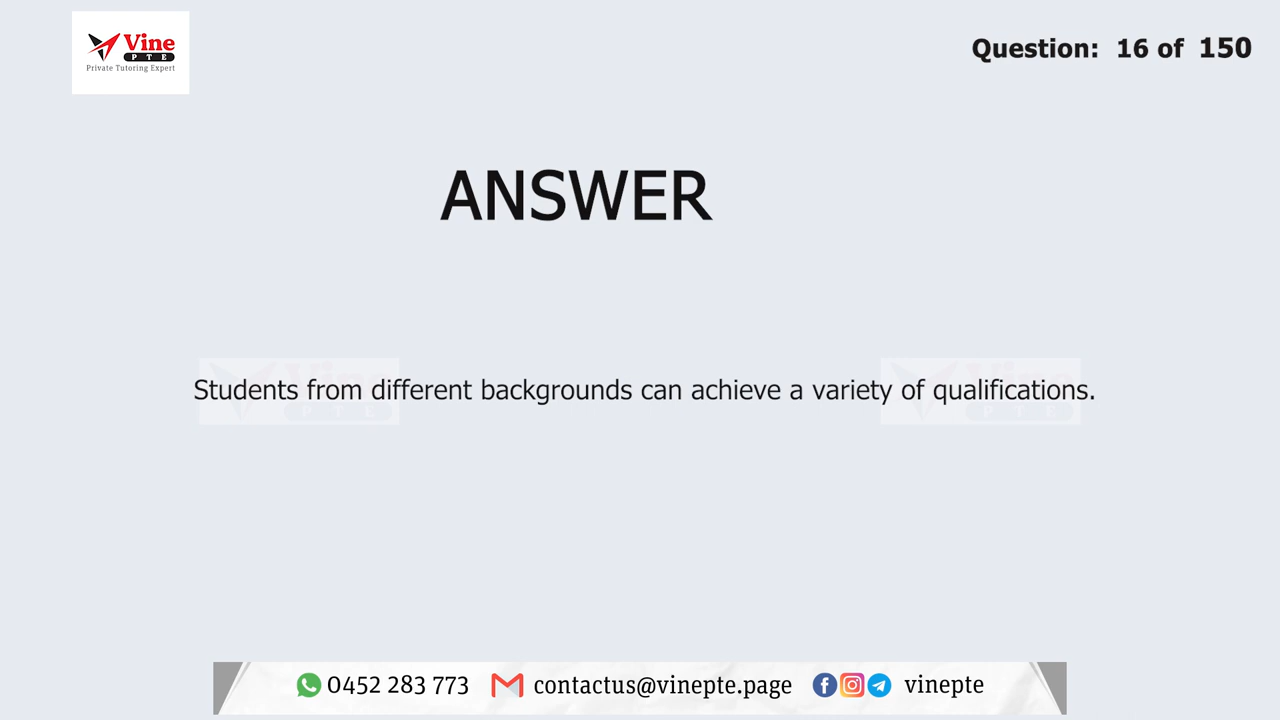 Vine
PTE
Private Tutoring Expert
Question: 16 of 150
ANSWER
Students from different backgrounds can achieve a variety of qualifications.
0452 283 773 contactus@vinepte.page vinepte